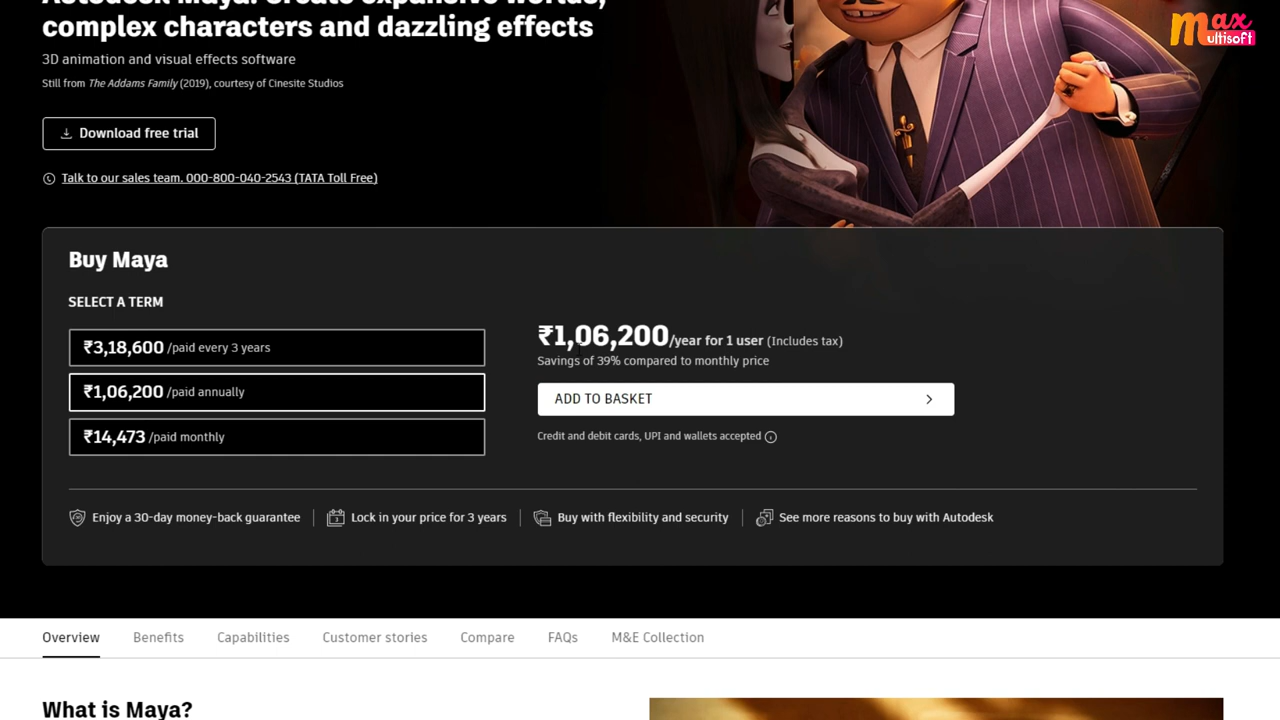 Autodesk Maya: Create expansive worlds,
complex characters and dazzling effects
3D animation and visual effects software
Still from The Addams Family (2019), courtesy of Cinesite Studios
Download free trial
Talk to our sales team. 000-800-040-2543 (TATA Toll Free)
max
ultisoft
Buy Maya
SELECT A TERM
₹3,18,600 /paid every 3 years
₹1,06,200 /paid annually
₹14,473 /paid monthly
₹1,06,200/year for 1 user (Includes tax)
Savings of 39% compared to monthly price
ADD TO BASKET
Credit and debit cards, UPI and wallets accepted
Enjoy a 30-day money-back guarantee
Lock in your price for 3 years
Buy with flexibility and security
See more reasons to buy with Autodesk
Overview
Benefits
Capabilities
Customer stories
Compare
FAQs
M&E Collection
What is Maya?